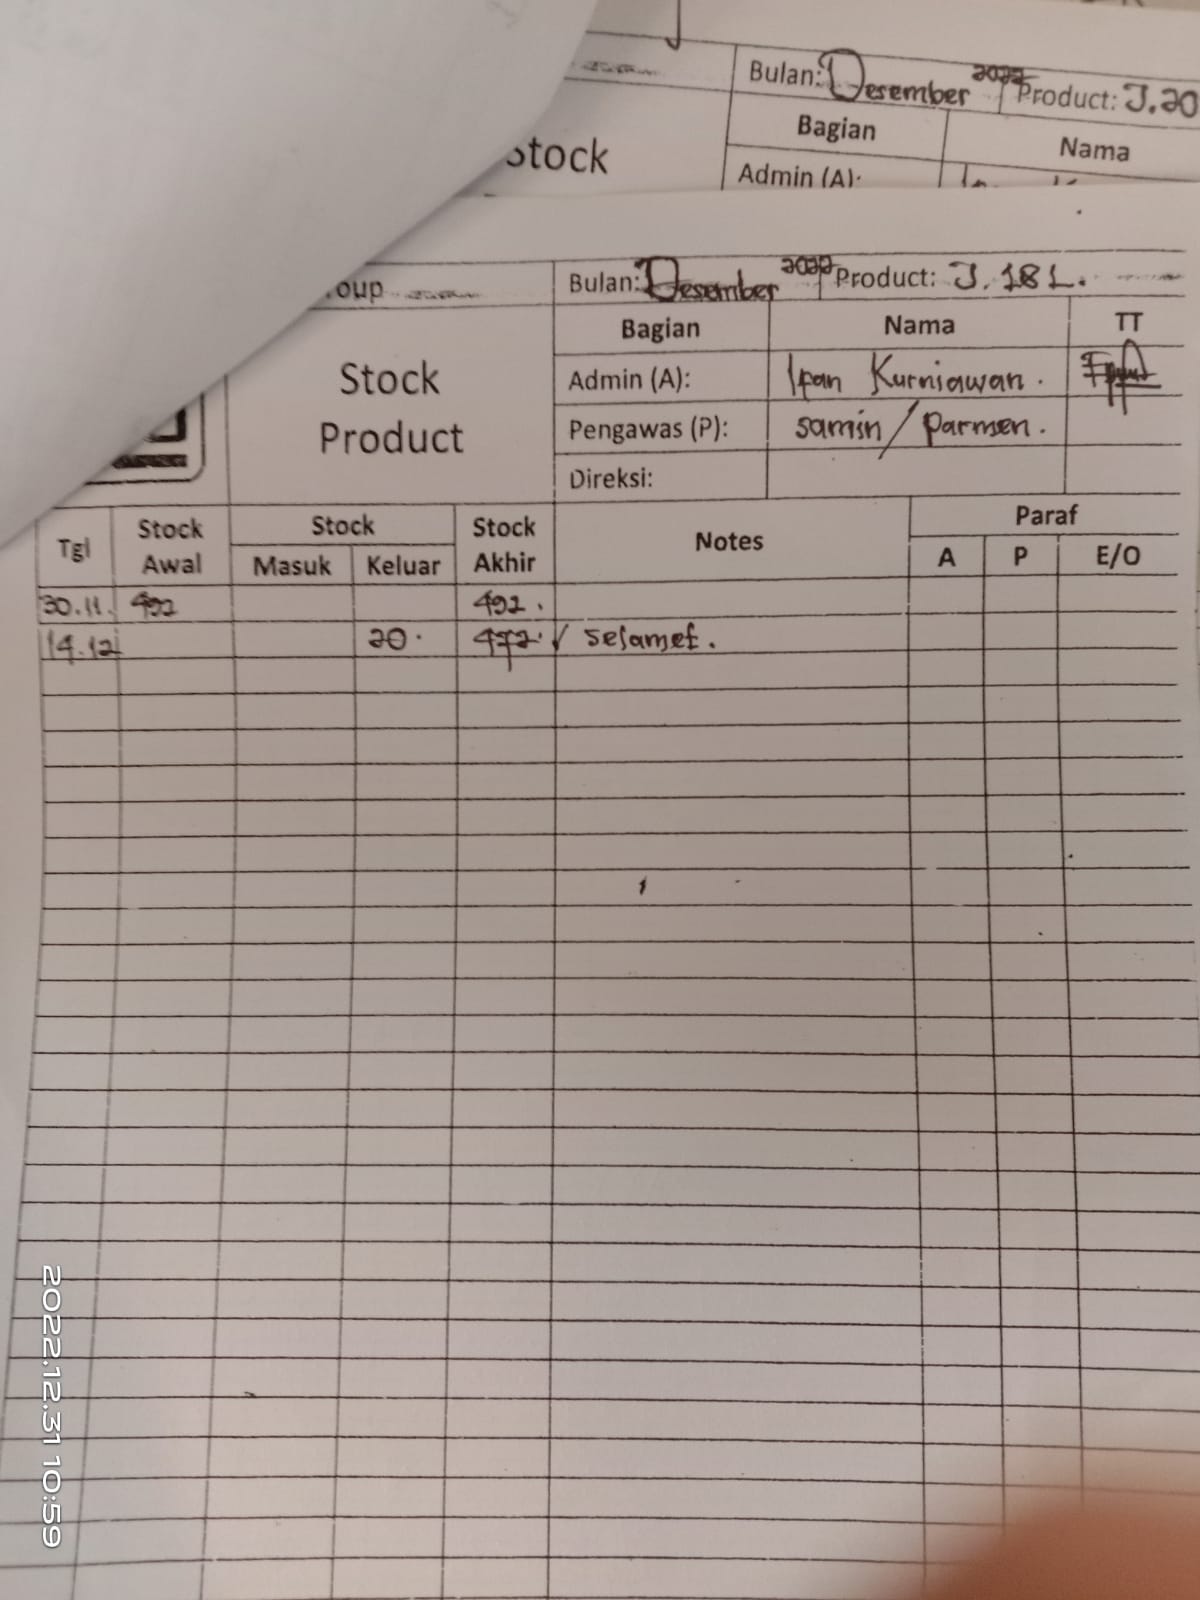 Bulan: Desember 2022 Product: J.20
Stock
Bagian Nama
Admin (A):
oup Bulan: Desember 2022 Product: J. 18 L.
Stock
Product
Bagian Nama TT
Admin (A): Ipan Kurniawan.
Pengawas (P): samin / parmen.
Direksi:
Tgl Stock Awal Stock Masuk Keluar Stock Akhir Notes Paraf A P E/O
30.11. 492 492.
14.12 20. 472. √ selamet.
2022.12.31 10:59